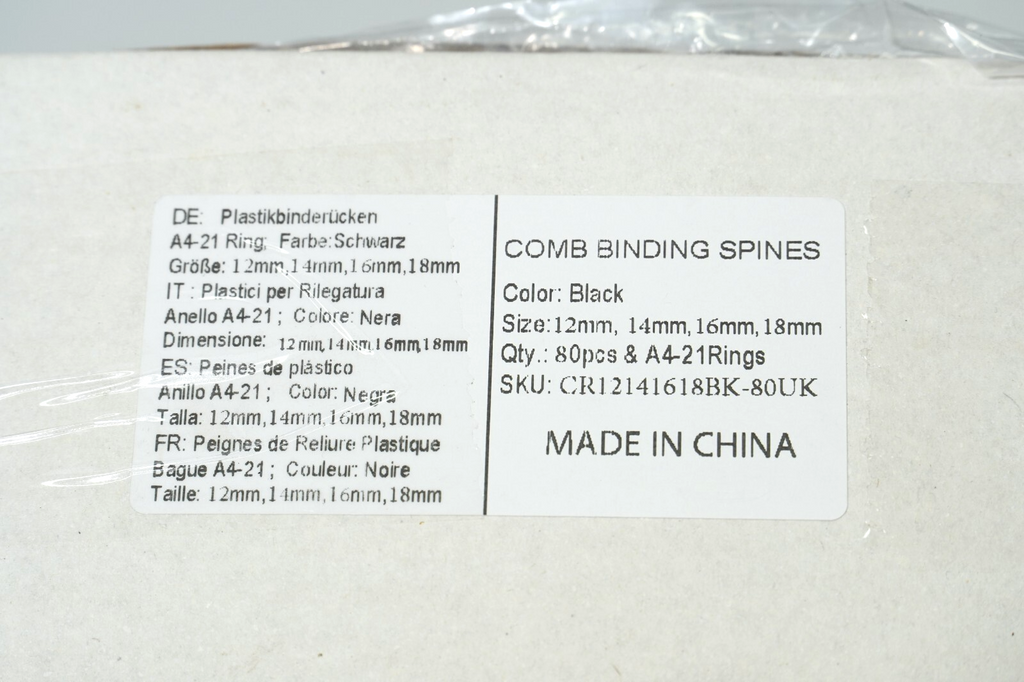 DE: Plastikbinderücken
A4-21 Ring; Farbe:Schwarz
Größe: 12mm,14mm,16mm,18mm
IT : Plastici per Rilegatura
Anello A4-21 ; Colore: Nera
Dimensione: 12mm,14mm,16mm,18mm
ES: Peines de plástico
Anillo A4-21 ; Color: Negra
Talla: 12mm,14mm,16mm,18mm
FR: Peignes de Reliure Plastique
Bague A4-21 ; Couleur: Noire
Taille: 12mm,14mm,16mm,18mm
COMB BINDING SPINES
Color: Black
Size:12mm, 14mm,16mm,18mm
Qty.: 80pcs & A4-21Rings
SKU: CR12141618BK-80UK
MADE IN CHINA